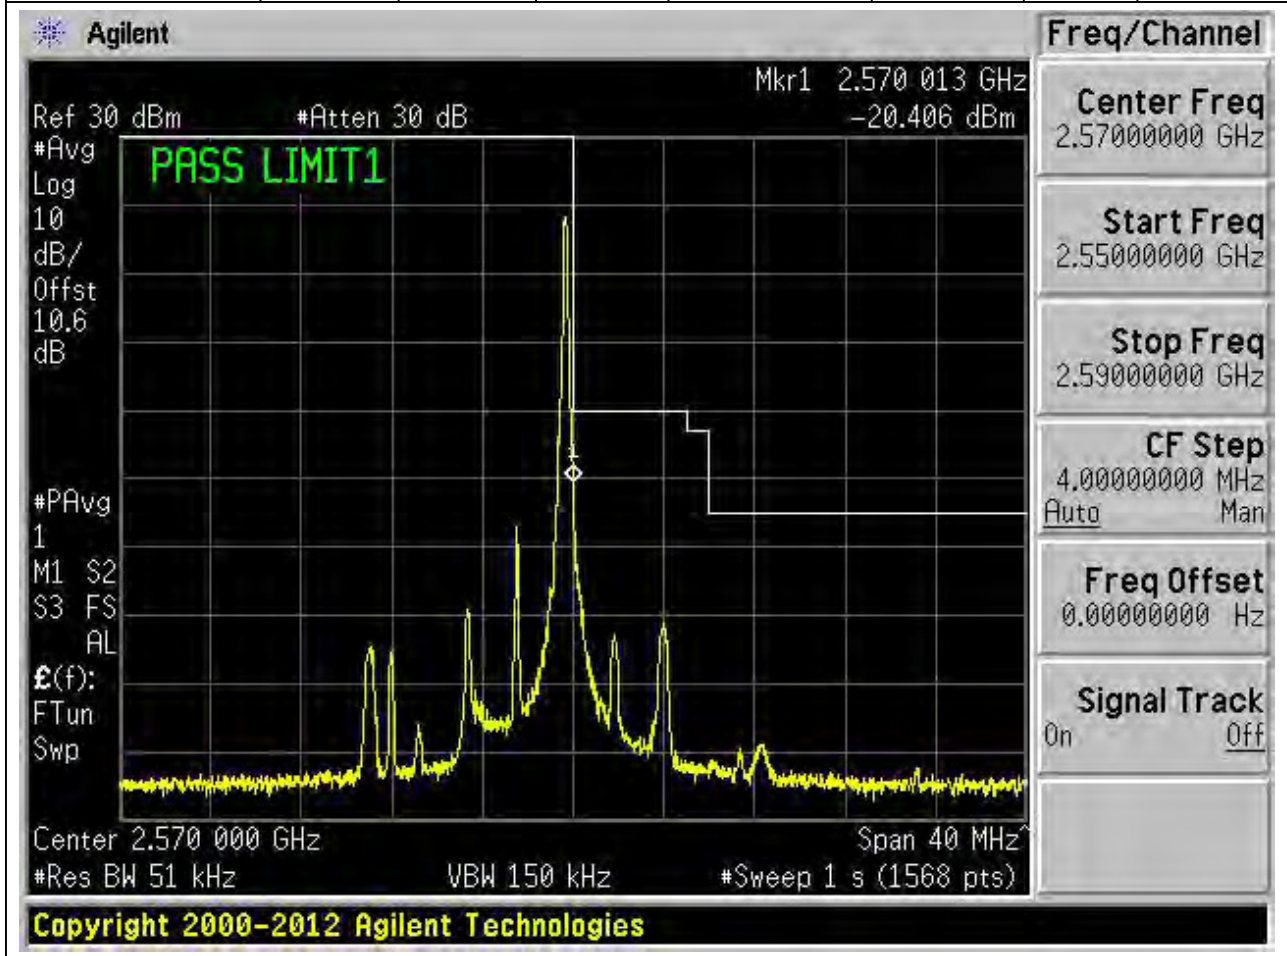 Agilent
Freq/Channel
Mkr1 2.570 013 GHz
Ref 30 dBm #Atten 30 dB -20.406 dBm
#Avg
Log
10
dB/
Offst
10.6
dB
PASS LIMIT1
1
#PAvg
1
M1 S2
S3 FS
AL
£(f):
FTun
Swp
Center 2.570 000 GHz Span 40 MHz^
#Res BW 51 kHz VBW 150 kHz #Sweep 1 s (1568 pts)
Center Freq
2.57000000 GHz
Start Freq
2.55000000 GHz
Stop Freq
2.59000000 GHz
CF Step
4.00000000 MHz
Auto Man
Freq Offset
0.00000000 Hz
Signal Track
On Off
Copyright 2000-2012 Agilent Technologies